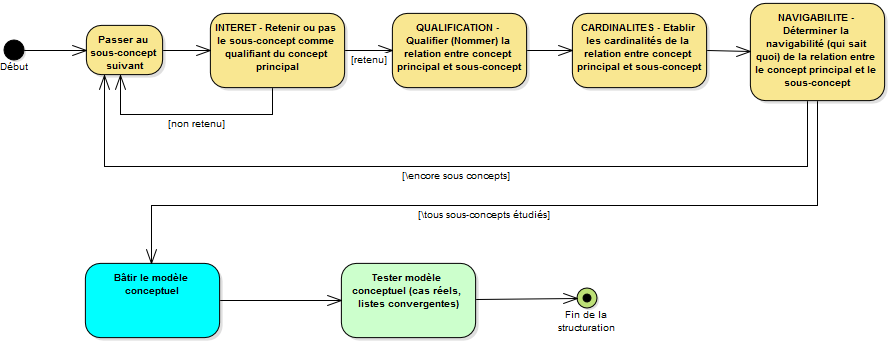 Début
Passer au
sous-concept
suivant
INTERET - Retenir ou pas
le sous-concept comme
qualifiant du concept
principal
[non retenu]
[retenu]
QUALIFICATION -
Qualifier (Nommer) la
relation entre concept
principal et sous-concept
CARDINALITES - Etablir
les cardinalités de la
relation entre concept
principal et sous-concept
NAVIGABILITE -
Déterminer la
navigabilité (qui sait
quoi) de la relation entre
le concept principal et le
sous-concept
[\encore sous concepts]
[\tous sous-concepts étudiés]
Bâtir le modèle
conceptuel
Tester modèle
conceptuel (cas réels,
listes convergentes)
Fin de la
structuration